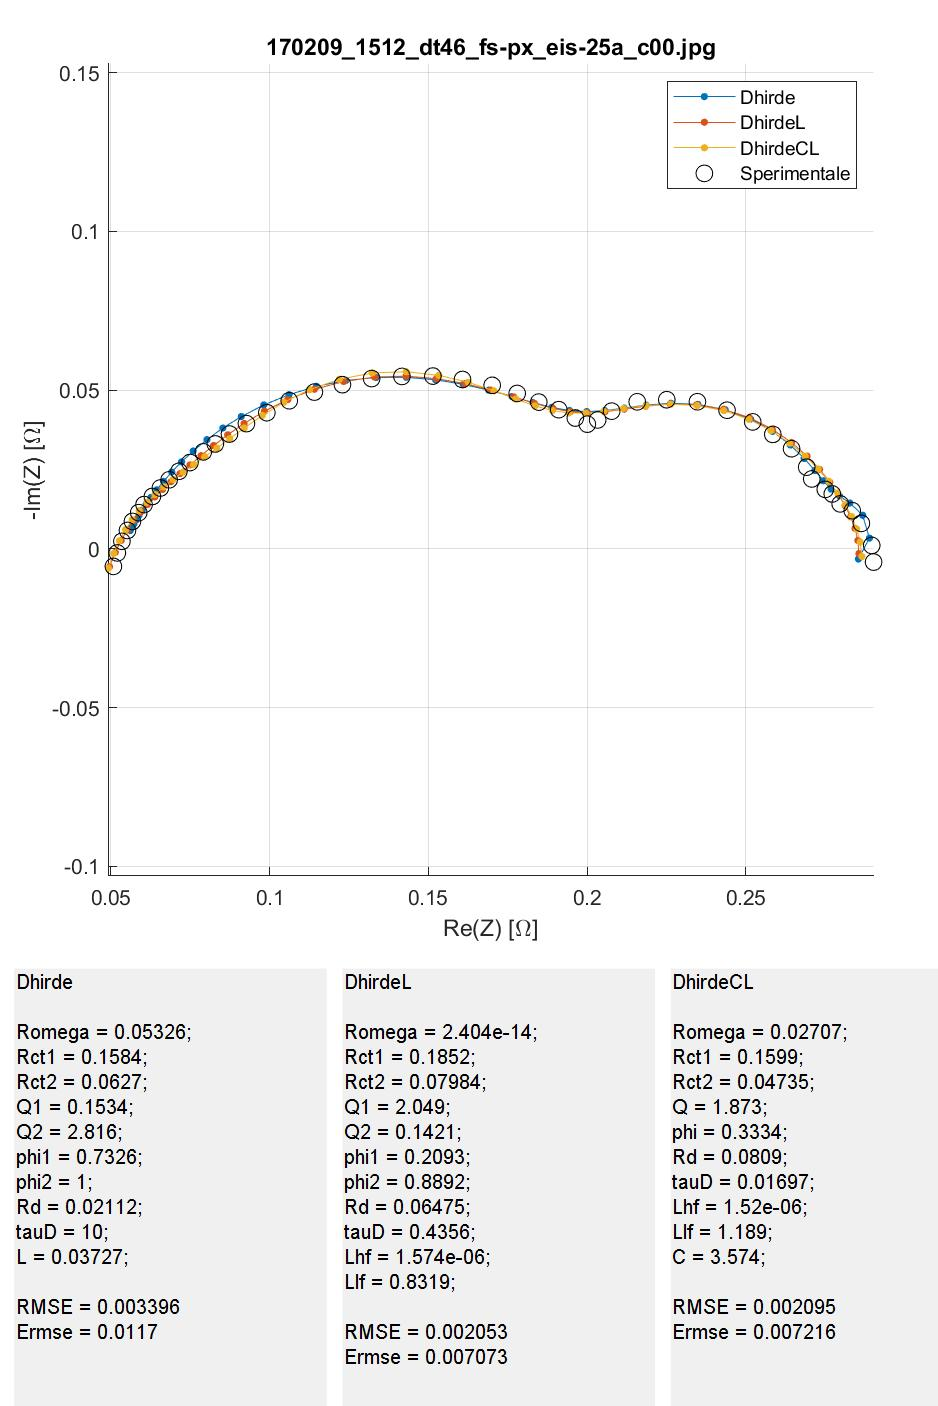 170209_1512_dt46_fs-px_eis-25a_c00.jpg
Dhirde
DhirdeL
DhirdeCL
Sperimentale
0.15
0.1
0.05
0
-0.05
-0.1
-Im(Z) [Ω]
0.05
0.1
0.15
0.2
0.25
Re(Z) [Ω]
Dhirde
Romega = 0.05326;
Rct1 = 0.1584;
Rct2 = 0.0627;
Q1 = 0.1534;
Q2 = 2.816;
phi1 = 0.7326;
phi2 = 1;
Rd = 0.02112;
tauD = 10;
L = 0.03727;
RMSE = 0.003396
Ermse = 0.0117
DhirdeL
Romega = 2.404e-14;
Rct1 = 0.1852;
Rct2 = 0.07984;
Q1 = 2.049;
Q2 = 0.1421;
phi1 = 0.2093;
phi2 = 0.8892;
Rd = 0.06475;
tauD = 0.4356;
Lhf = 1.574e-06;
Llf = 0.8319;
RMSE = 0.002053
Ermse = 0.007073
DhirdeCL
Romega = 0.02707;
Rct1 = 0.1599;
Rct2 = 0.04735;
Q = 1.873;
phi = 0.3334;
Rd = 0.0809;
tauD = 0.01697;
Lhf = 1.52e-06;
Llf = 1.189;
C = 3.574;
RMSE = 0.002095
Ermse = 0.007216